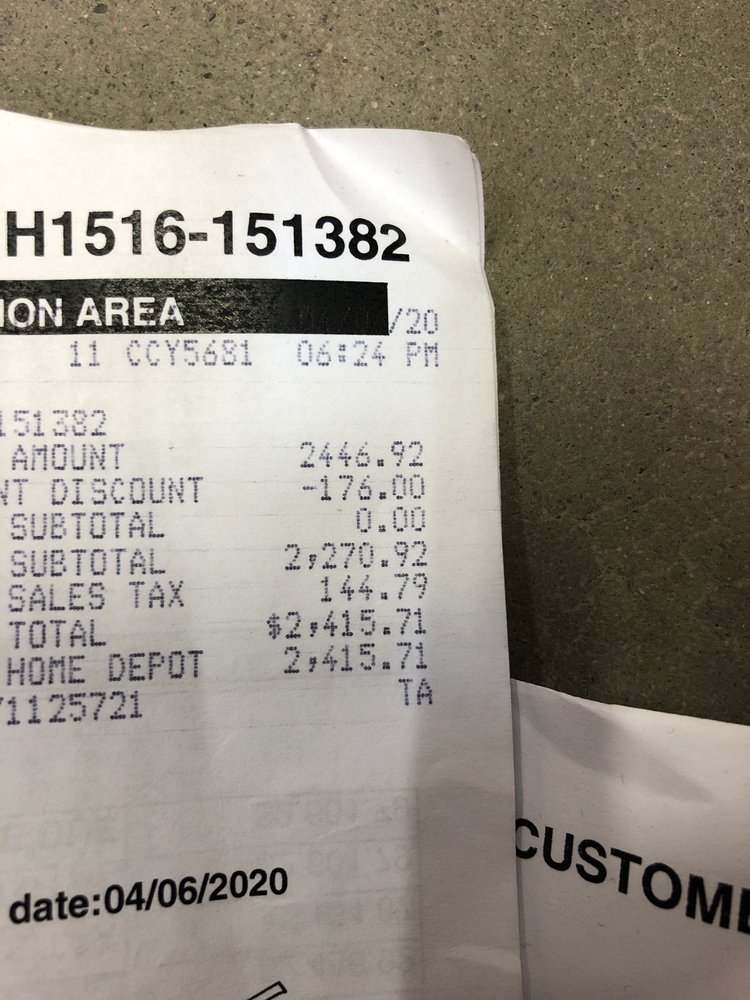 H1516-151382
ION AREA
/20
11 CCY5681 06:24 PM
151382
AMOUNT 2446.92
NT DISCOUNT -176.00
SUBTOTAL 0.00
SUBTOTAL 2,270.92
SALES TAX 144.79
TOTAL $2,415.71
HOME DEPOT 2,415.71
71125721 TA
date:04/06/2020
CUSTOME